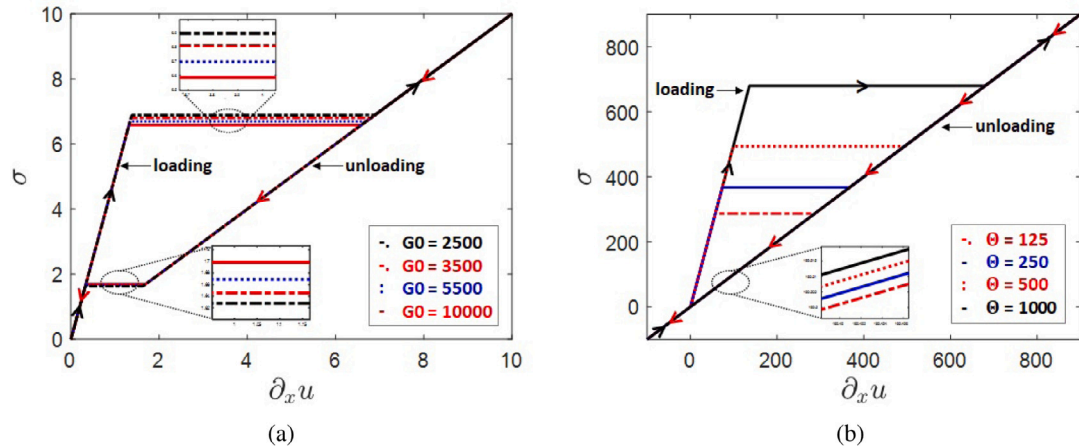 10
8
6
4
2
0
σ
loading
unloading
G0 = 2500
G0 = 3500
G0 = 5500
G0 = 10000
0 2 4 6 8 10
∂ₓu
(a)
800
600
400
200
0
σ
loading
unloading
Θ = 125
Θ = 250
Θ = 500
Θ = 1000
0 200 400 600 800
∂ₓu
(b)